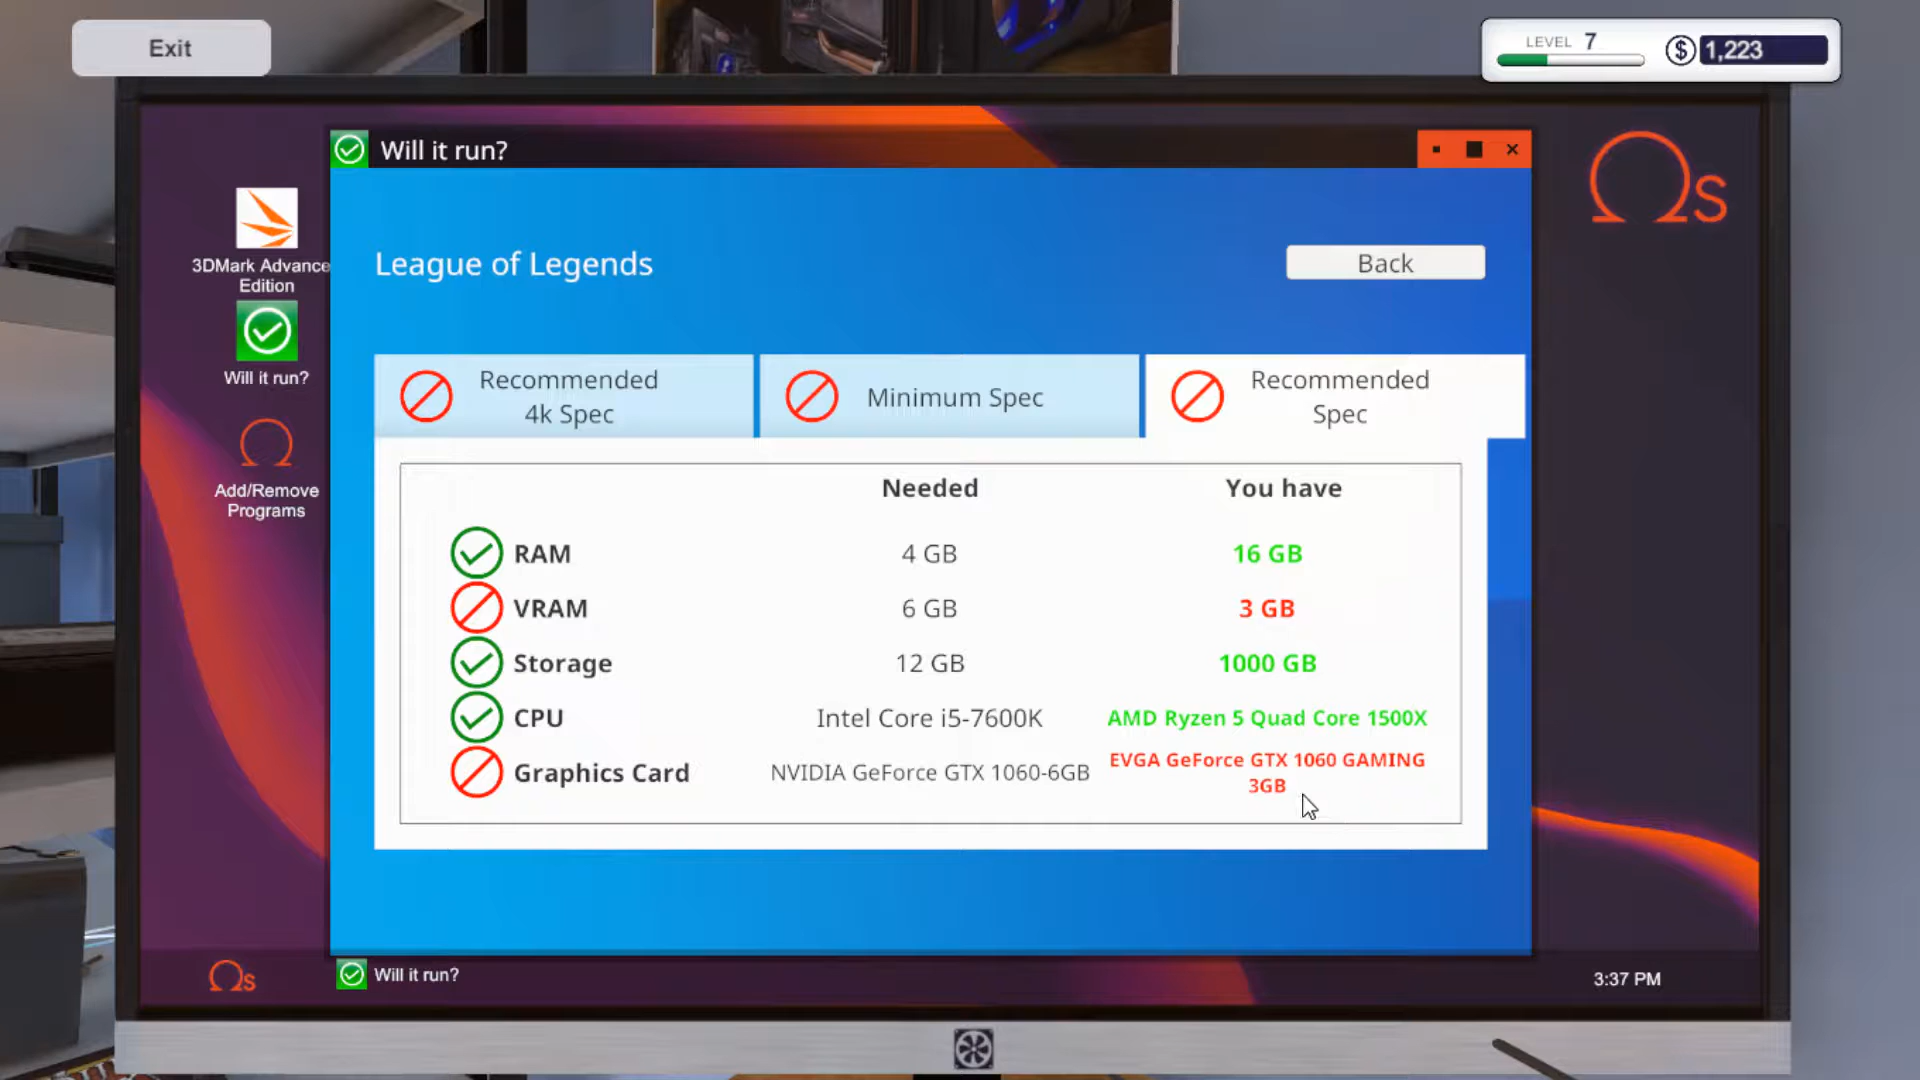 Exit
LEVEL 7
$ 1,223
Will it run?
3DMark Advance
Edition
Will it run?
Add/Remove
Programs
Ωs
League of Legends
Back
Recommended
4k Spec
Minimum Spec
Recommended
Spec
Needed
You have
RAM
4 GB
16 GB
VRAM
6 GB
3 GB
Storage
12 GB
1000 GB
CPU
Intel Core i5-7600K
AMD Ryzen 5 Quad Core 1500X
Graphics Card
NVIDIA GeForce GTX 1060-6GB
EVGA GeForce GTX 1060 GAMING
3GB
Ωs
Will it run?
3:37 PM